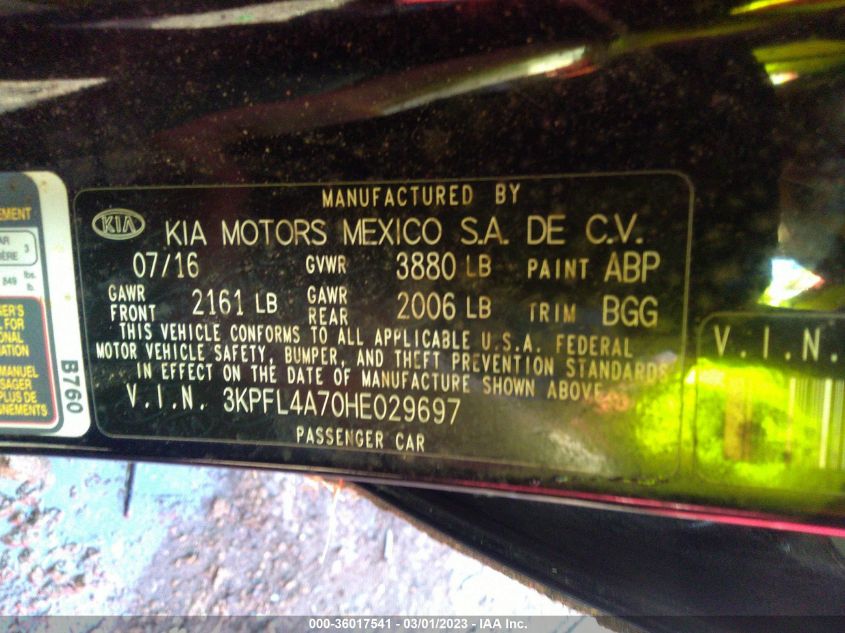 MANUFACTURED BY
KIA KIA MOTORS MEXICO S.A. DE C.V.
07/16 GVWR 3880 LB PAINT ABP
GAWR FRONT 2161 LB GAWR REAR 2006 LB TRIM BGG
THIS VEHICLE CONFORMS TO ALL APPLICABLE U.S.A. FEDERAL
MOTOR VEHICLE SAFETY, BUMPER, AND THEFT PREVENTION STANDARDS
IN EFFECT ON THE DATE OF MANUFACTURE SHOWN ABOVE.
V.I.N. 3KPFL4A70HE029697
PASSENGER CAR
B760
V.I.N.
000-36017541 - 03/01/2023 - IAA Inc.